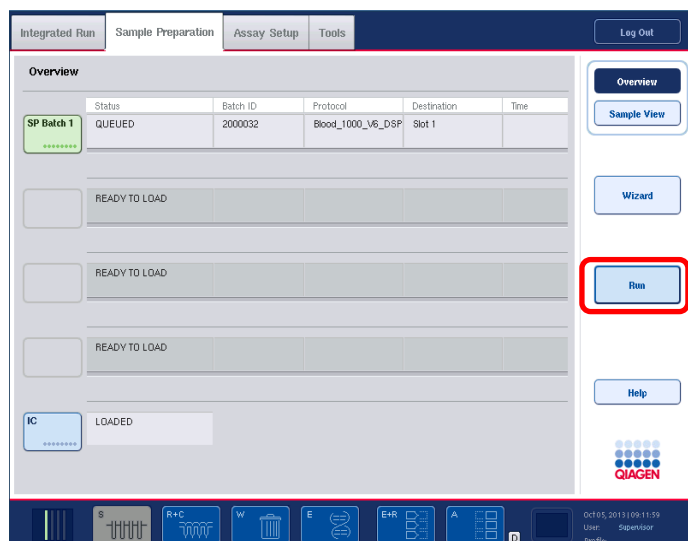 Integrated Run Sample Preparation Assay Setup Tools Log Out
Overview
Overview
Sample View
Status Batch ID Protocol Destination Time
SP Batch 1 QUEUED 2000032 Blood_1000_V6_DSP Slot 1
READY TO LOAD
Wizard
READY TO LOAD
Run
READY TO LOAD
Help
IC LOADED
QIAGEN
S R+C W E E+R A D
Oct 05, 2013 | 09:11:59
User: Supervisor
Profile: